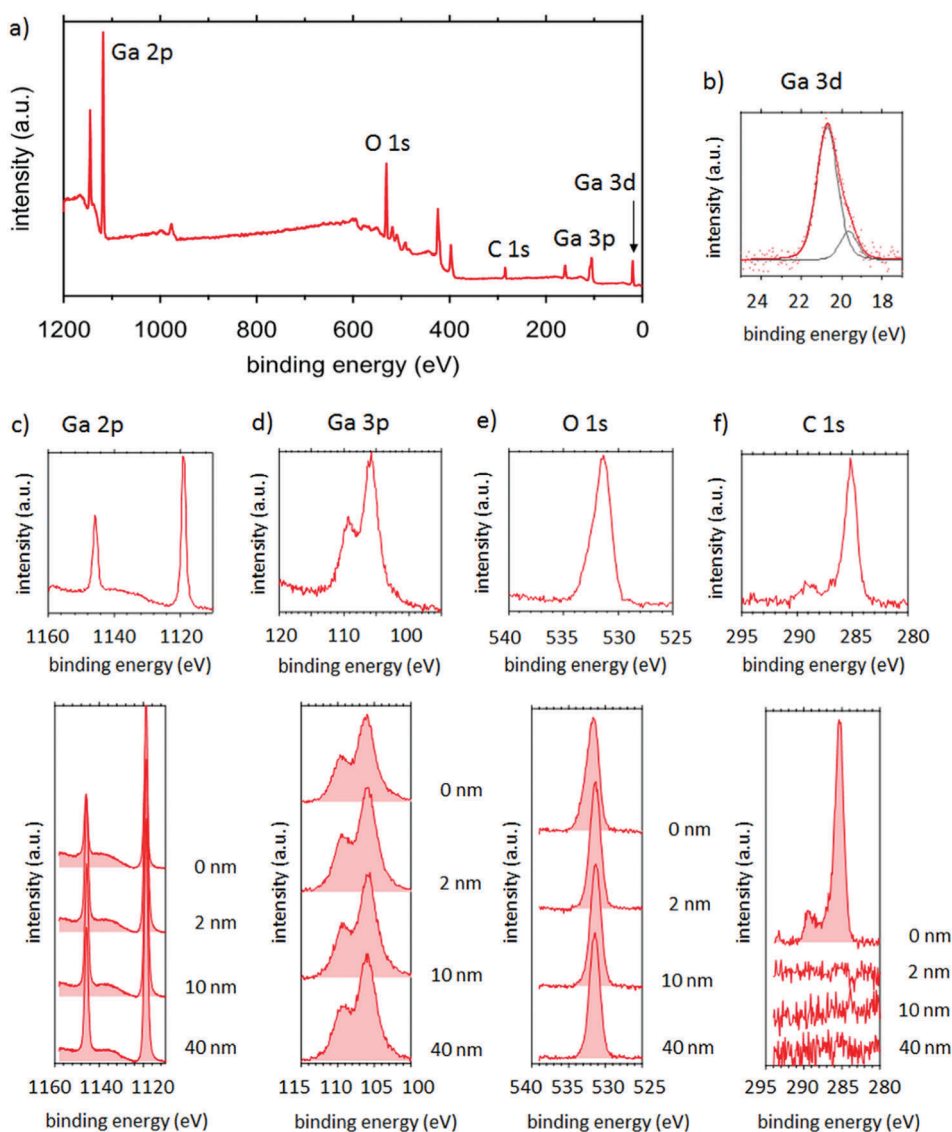 a)
Ga 2p
O 1s
C 1s
Ga 3p
Ga 3d
intensity (a.u.)
1200 1000 800 600 400 200 0
binding energy (eV)
b) Ga 3d
intensity (a.u.)
24 22 20 18
binding energy (eV)
c) Ga 2p
intensity (a.u.)
1160 1140 1120
binding energy (eV)
d) Ga 3p
intensity (a.u.)
120 110 100
binding energy (eV)
e) O 1s
intensity (a.u.)
540 535 530 525
binding energy (eV)
f) C 1s
intensity (a.u.)
295 290 285 280
binding energy (eV)
intensity (a.u.)
0 nm
2 nm
10 nm
40 nm
1160 1140 1120
binding energy (eV)
intensity (a.u.)
0 nm
2 nm
10 nm
40 nm
115 110 105 100
binding energy (eV)
intensity (a.u.)
0 nm
2 nm
10 nm
40 nm
540 535 530 525
binding energy (eV)
intensity (a.u.)
0 nm
2 nm
10 nm
40 nm
295 290 285 280
binding energy (eV)